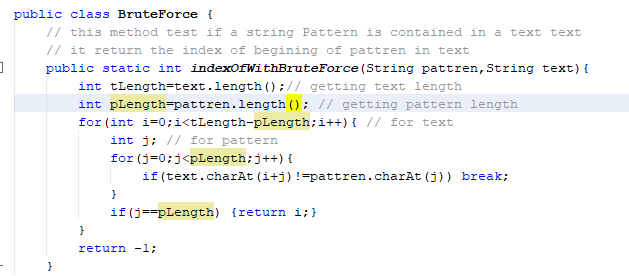 public class BruteForce {
// this method test if a string Pattern is contained in a text text
// it return the index of begining of pattren in text
public static int indexOfWithBruteForce(String pattren,String text){
int tLength=text.length();// getting text length
int pLength=pattren.length(); // getting pattern length
for(int i=0;i<tLength-pLength;i++){ // for text
int j; // for pattern
for(j=0;j<pLength;j++){
if(text.charAt(i+j)!=pattren.charAt(j)) break;
}
if(j==pLength) {return i;}
}
return -1;
}